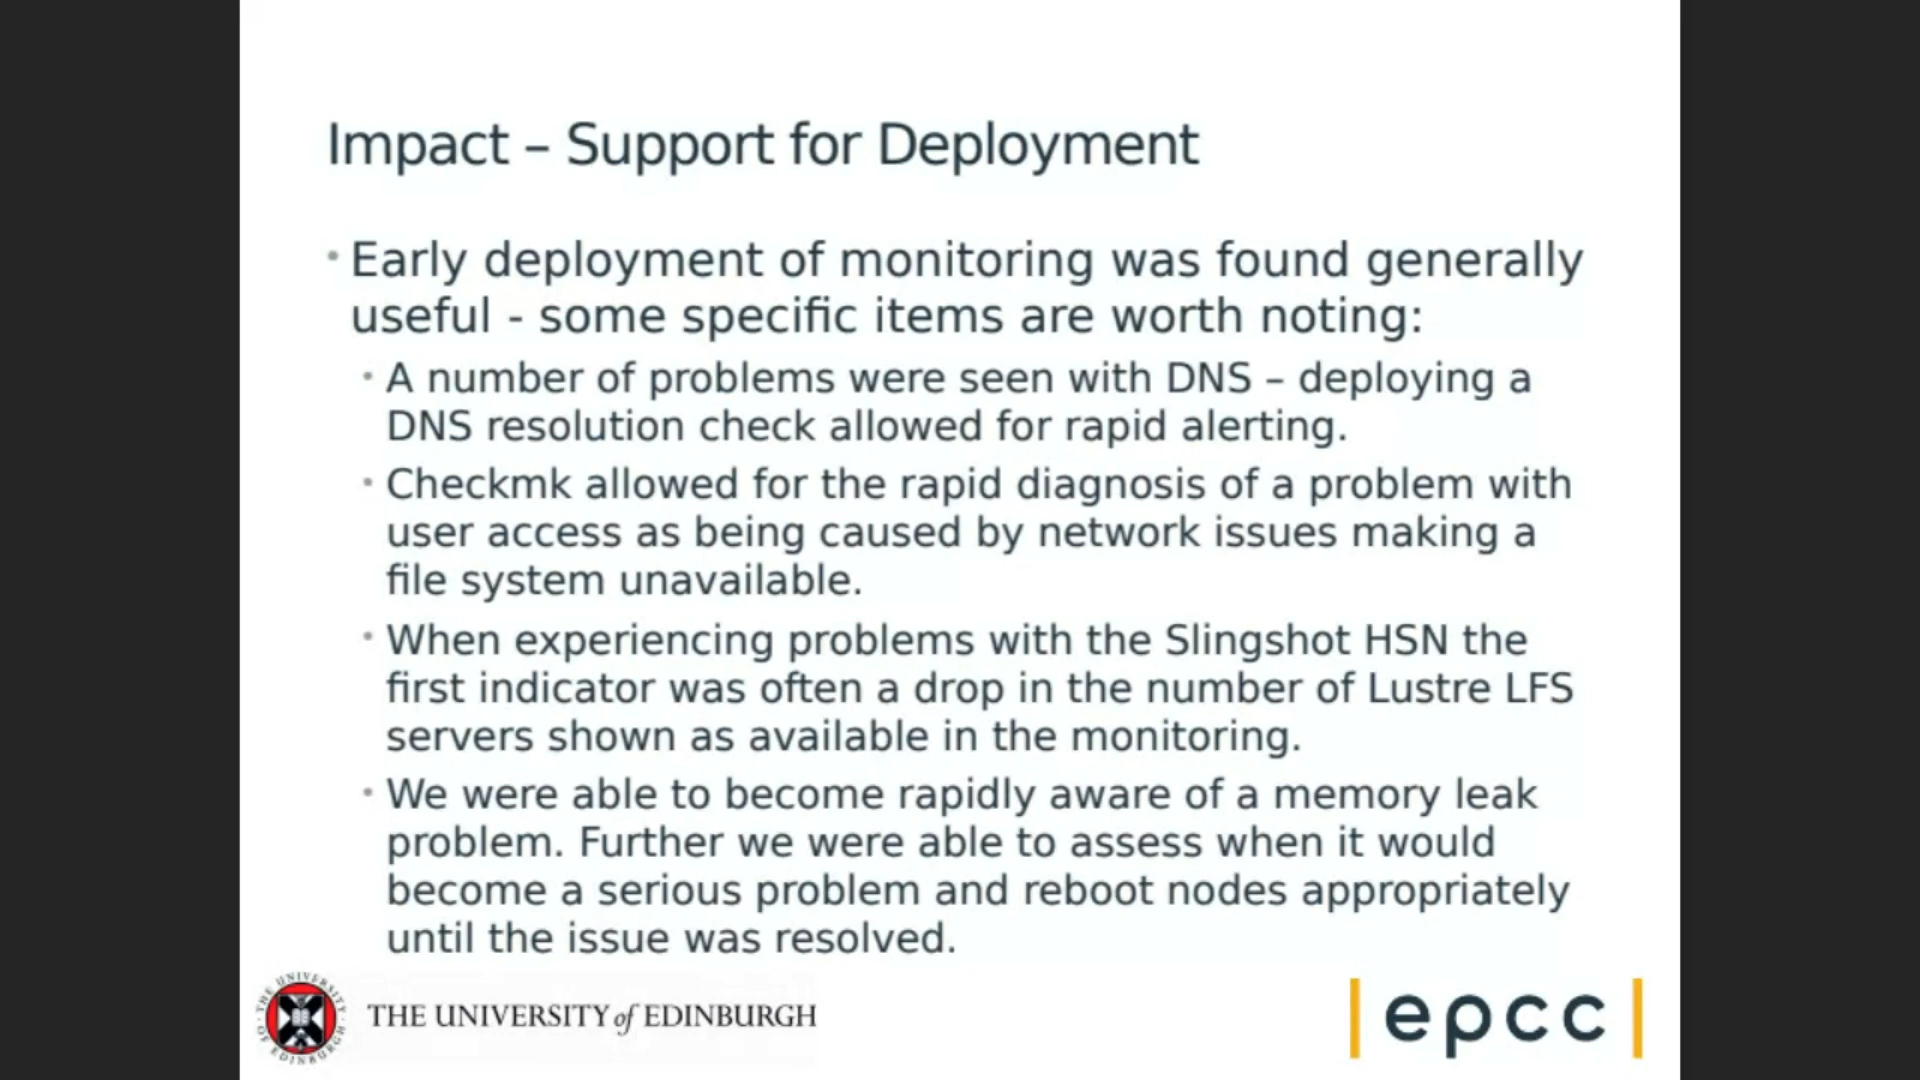 Impact – Support for Deployment
• Early deployment of monitoring was found generally
useful - some specific items are worth noting:
• A number of problems were seen with DNS – deploying a
DNS resolution check allowed for rapid alerting.
• Checkmk allowed for the rapid diagnosis of a problem with
user access as being caused by network issues making a
file system unavailable.
• When experiencing problems with the Slingshot HSN the
first indicator was often a drop in the number of Lustre LFS
servers shown as available in the monitoring.
• We were able to become rapidly aware of a memory leak
problem. Further we were able to assess when it would
become a serious problem and reboot nodes appropriately
until the issue was resolved.
THE UNIVERSITY OF EDINBURGH
THE UNIVERSITY of EDINBURGH
epcc